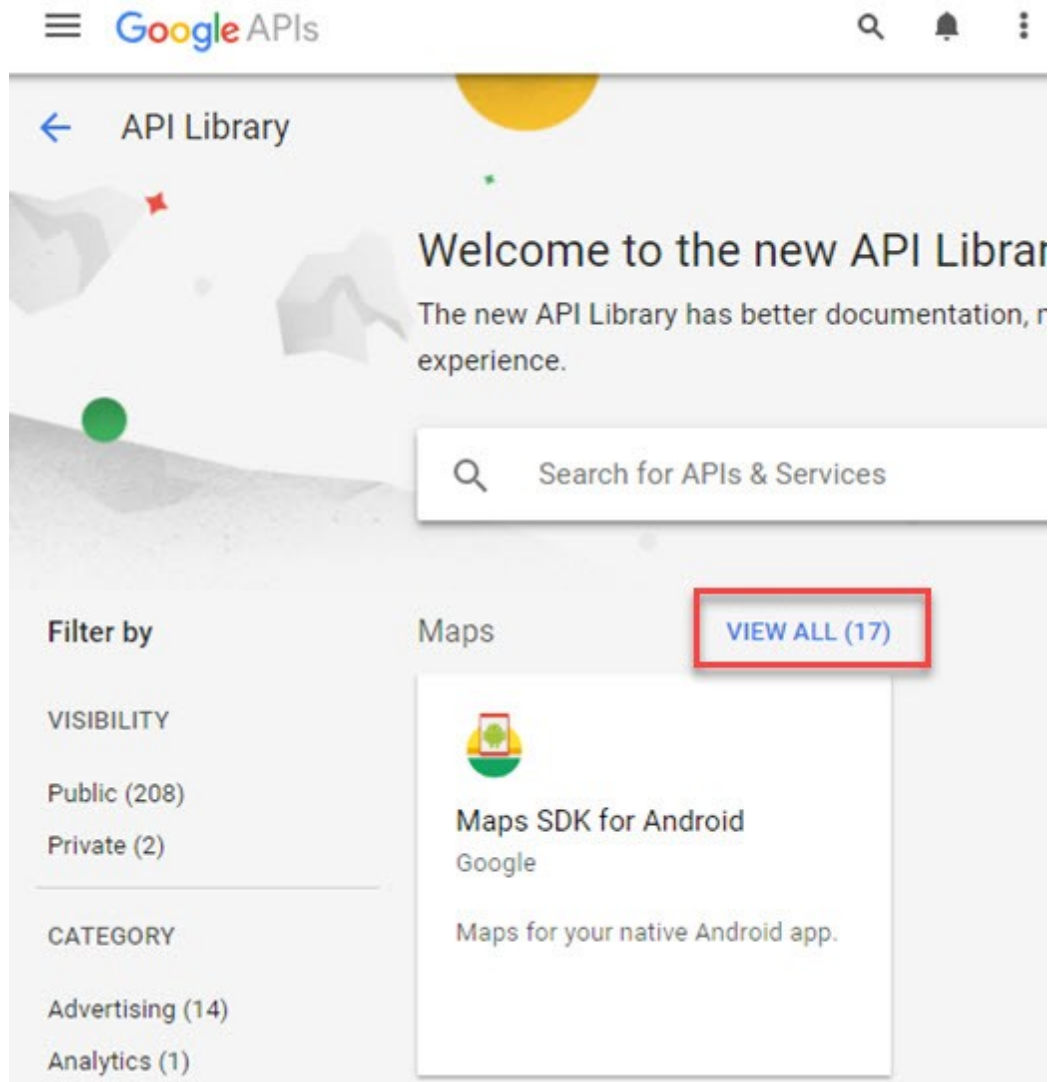 Google APIs
API Library
Welcome to the new API Librar
The new API Library has better documentation,
experience.
Search for APIs & Services
Filter by
Maps
VIEW ALL (17)
VISIBILITY
Public (208)
Private (2)
CATEGORY
Advertising (14)
Analytics (1)
Maps SDK for Android
Google
Maps for your native Android app.